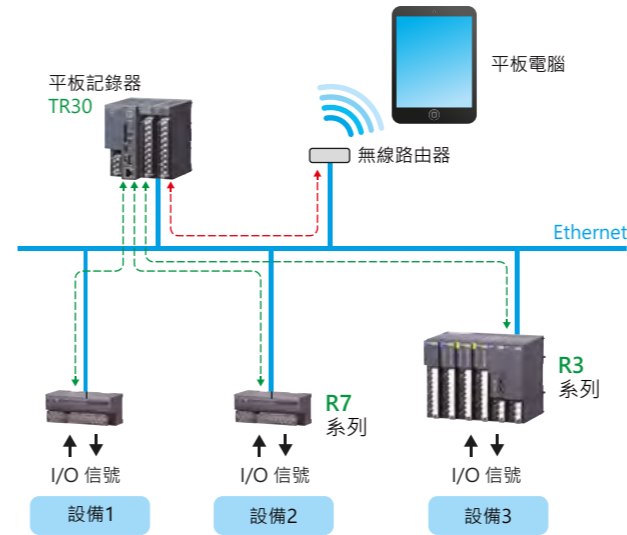 平板電腦
平板記錄器
TR30
無線路由器
Ethernet
R7
系列
R3
系列
I/O 信號
I/O 信號
I/O 信號
設備1
設備2
設備3